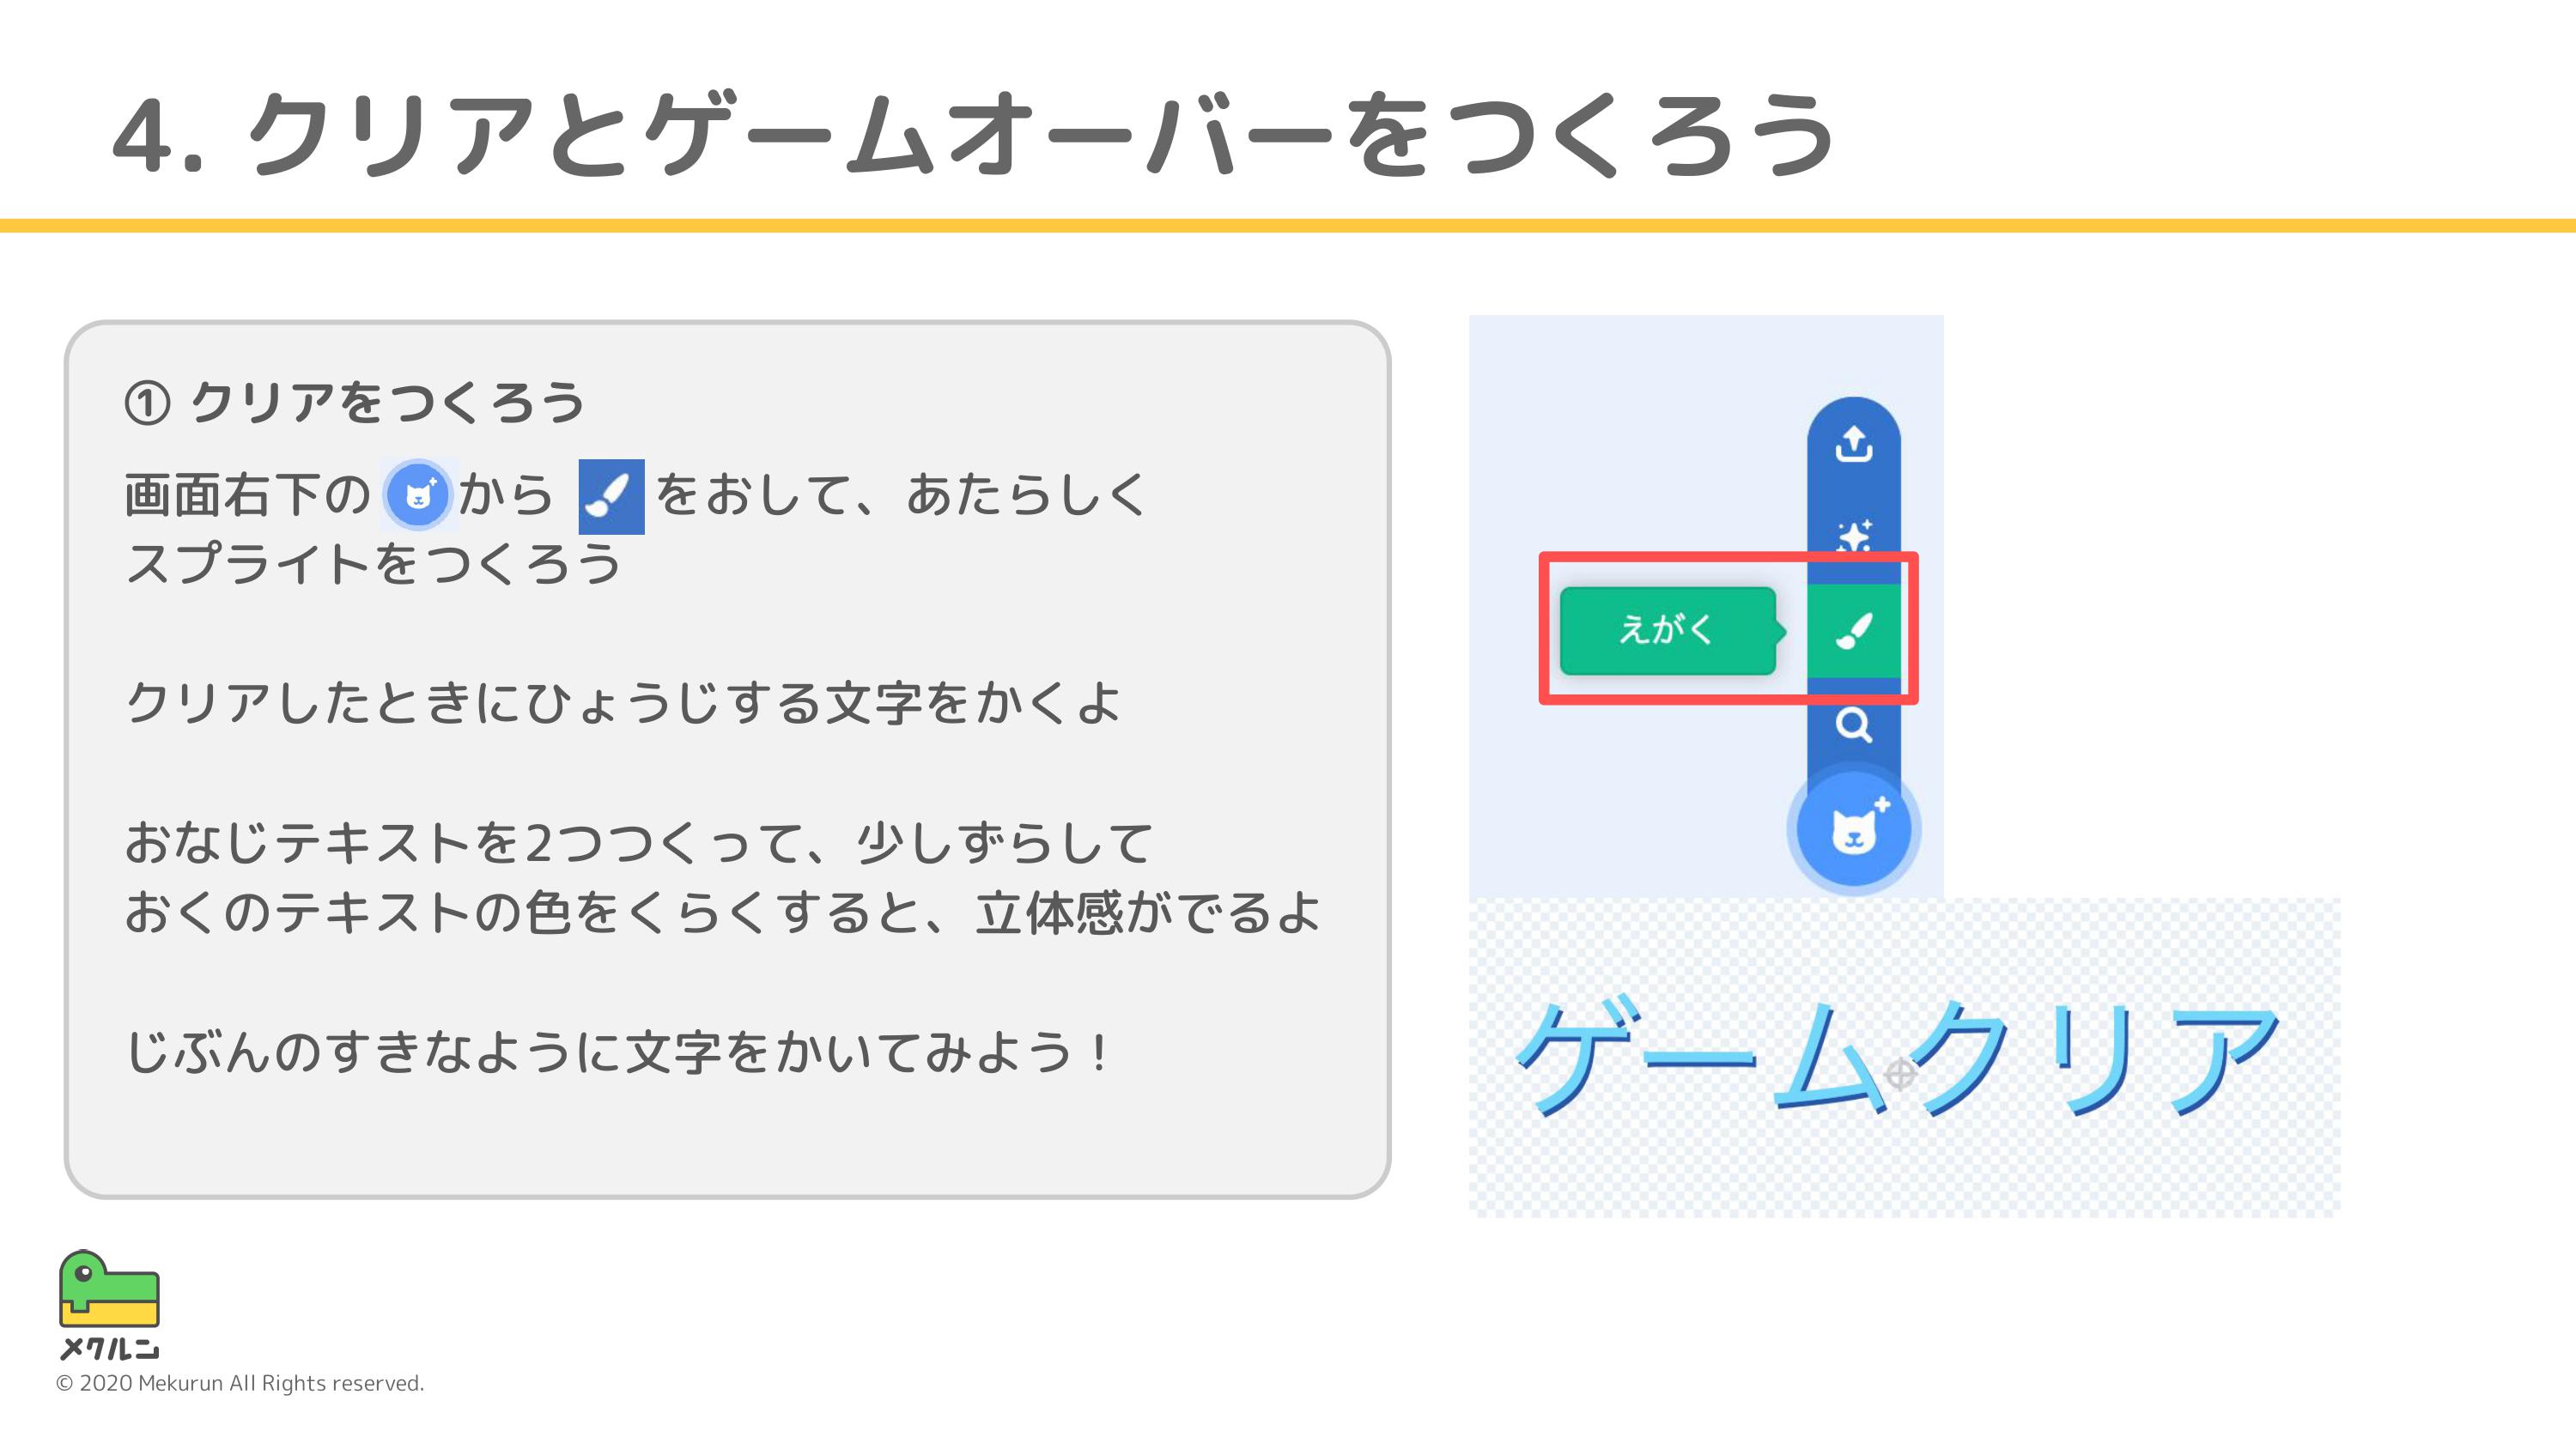 4. クリアとゲームオーバーをつくろう
① クリアをつくろう
画面右下の から をおして、あたらしく
スプライトをつくろう
クリアしたときにひょうじする文字をかくよ
おなじテキストを2つつくって、少しずらして
おくのテキストの色をくらくすると、立体感がでるよ
じぶんのすきなように文字をかいてみよう！
えがく
ゲームクリア
メクルン
© 2020 Mekurun All Rights reserved.